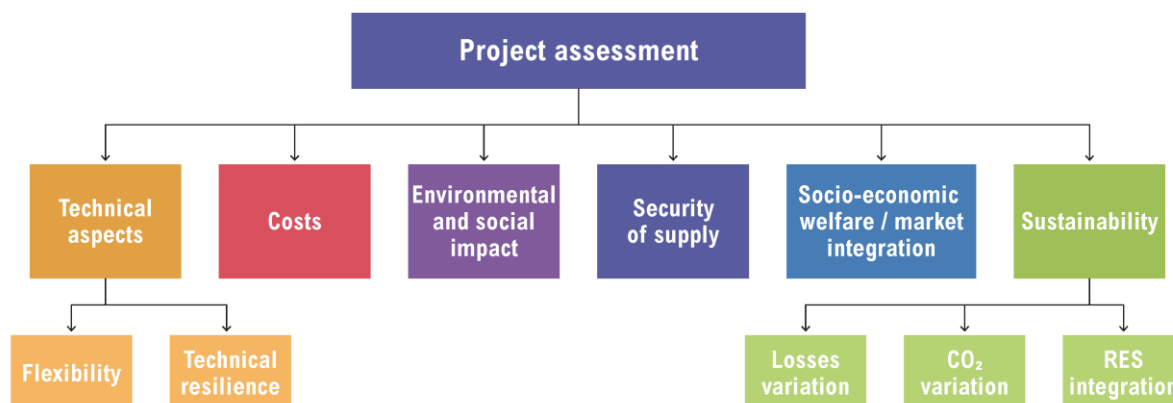 Project assessment
Technical
aspects
Costs
Environmental
and social
impact
Security
of supply
Socio-economic
welfare / market
integration
Sustainability
Flexibility
Technical
resilience
Losses
variation
CO₂
variation
RES
integration